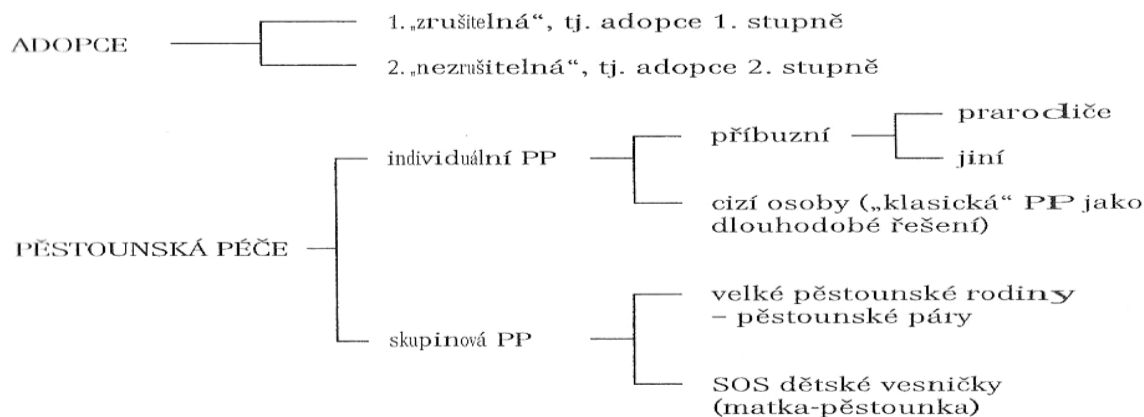 ADOPCE
1. „zrušitelná“, tj. adopce 1. stupně
2. „nezrušitelná“, tj. adopce 2. stupně
PĚSTOUNSKÁ PÉČE
individuální PP
příbuzní
prarodiče
jiní
cizí osoby („klasická“ PP jako
dlouhodobé řešení)
skupinová PP
velké pěstounské rodiny
– pěstounské páry
SOS dětské vesničky
(matka-pěstounka)